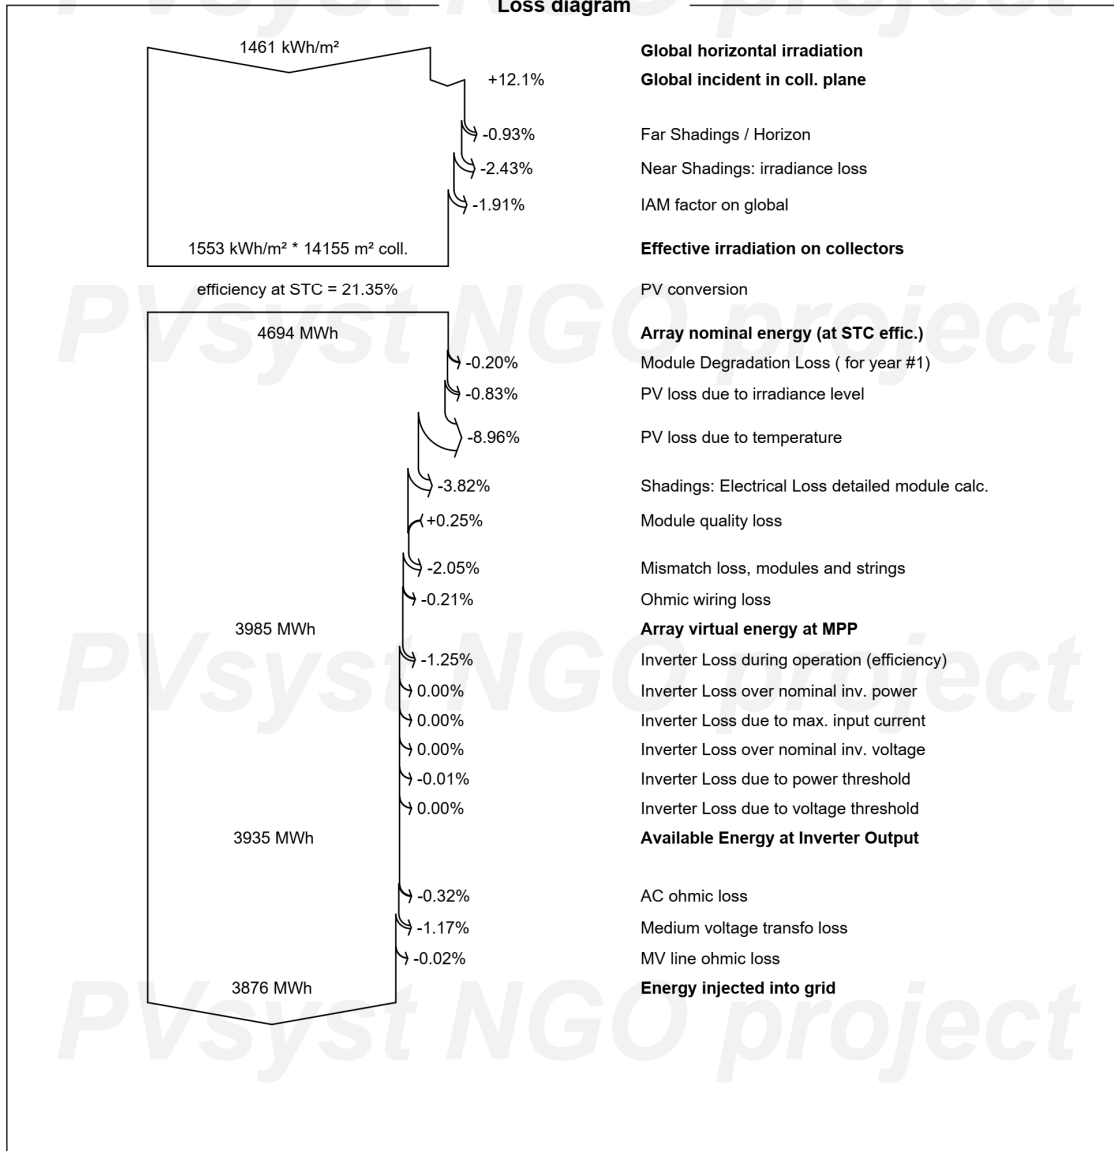 Loss diagram
PVsyst NGO project
1461 kWh/m² Global horizontal irradiation
+12.1% Global incident in coll. plane
-0.93% Far Shadings / Horizon
-2.43% Near Shadings: irradiance loss
-1.91% IAM factor on global
1553 kWh/m² * 14155 m² coll. Effective irradiation on collectors
efficiency at STC = 21.35% PV conversion
PVsyst NGO project
4694 MWh Array nominal energy (at STC effic.)
-0.20% Module Degradation Loss ( for year #1)
-0.83% PV loss due to irradiance level
-8.96% PV loss due to temperature
-3.82% Shadings: Electrical Loss detailed module calc.
+0.25% Module quality loss
-2.05% Mismatch loss, modules and strings
-0.21% Ohmic wiring loss
3985 MWh Array virtual energy at MPP
PVsyst NGO project
-1.25% Inverter Loss during operation (efficiency)
0.00% Inverter Loss over nominal inv. power
0.00% Inverter Loss due to max. input current
0.00% Inverter Loss over nominal inv. voltage
-0.01% Inverter Loss due to power threshold
0.00% Inverter Loss due to voltage threshold
3935 MWh Available Energy at Inverter Output
-0.32% AC ohmic loss
-1.17% Medium voltage transfo loss
-0.02% MV line ohmic loss
3876 MWh Energy injected into grid
PVsyst NGO project